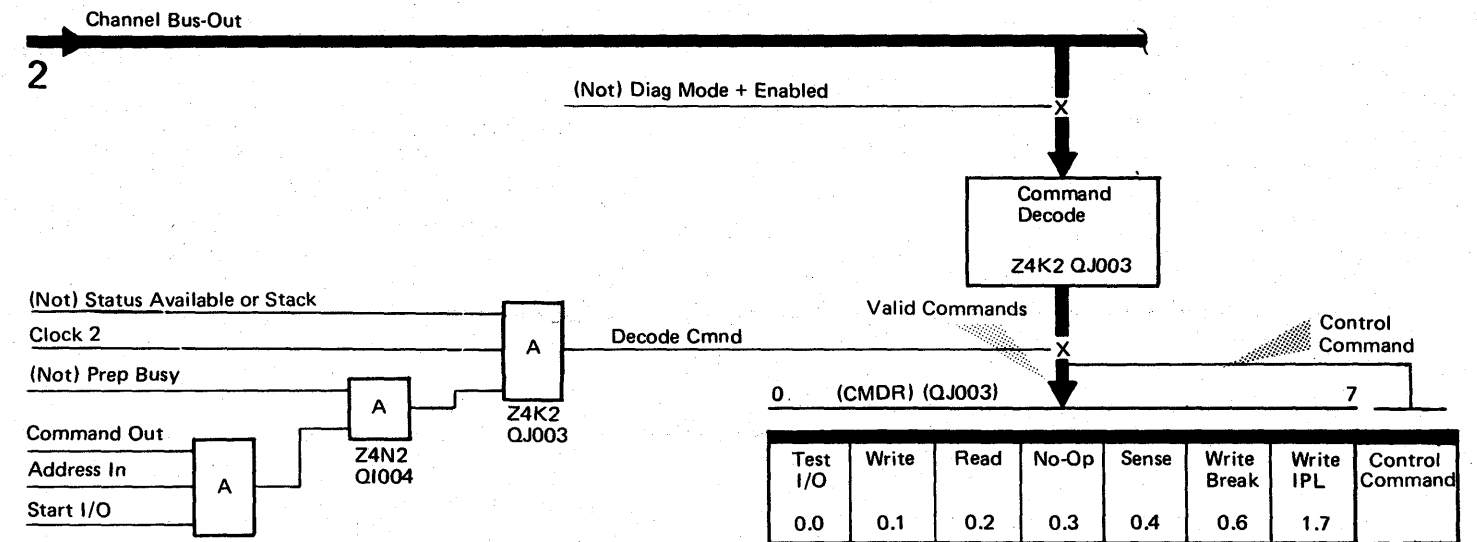 Channel Bus-Out
2
(Not) Diag Mode + Enabled
X
Command
Decode
Z4K2 QJ003
(Not) Status Available or Stack
Clock 2
(Not) Prep Busy
Command Out
Address In
Start I/O
A
A
Z4N2
QI004
A
Z4K2
QJ003
Decode Cmnd
Valid Commands
X
Control
Command
0 (CMDR) (QJ003) 7
Test I/O Write Read No-Op Sense Write Break Write IPL Control Command
0.0 0.1 0.2 0.3 0.4 0.6 1.7